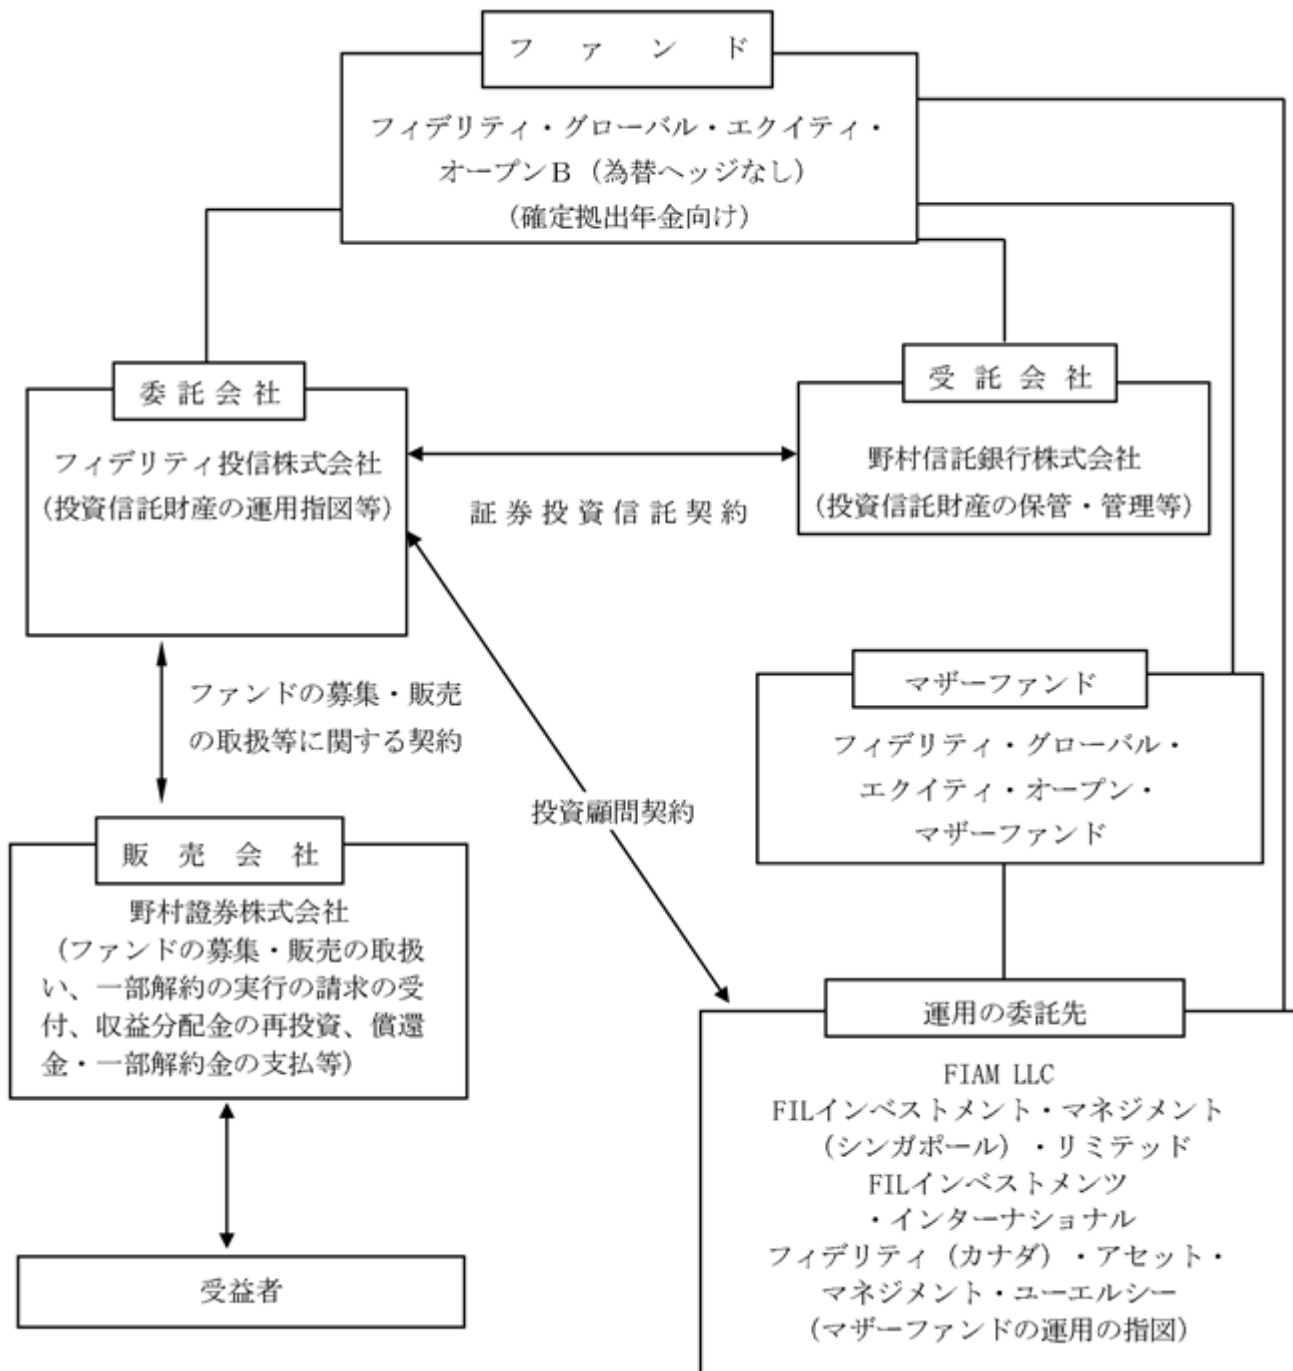 ファンド
フィデリティ・グローバル・エクイティ・
オープンB（為替ヘッジなし）
（確定拠出年金向け）
委託会社
フィデリティ投信株式会社
（投資信託財産の運用指図等）
受託会社
野村信託銀行株式会社
（投資信託財産の保管・管理等）
証券投資信託契約
ファンドの募集・販売
の取扱等に関する契約
投資顧問契約
マザーファンド
フィデリティ・グローバル・
エクイティ・オープン・
マザーファンド
販売会社
野村證券株式会社
（ファンドの募集・販売の取扱
い、一部解約の実行の請求の受
付、収益分配金の再投資、償還
金・一部解約金の支払等）
運用の委託先
FIAM LLC
FILインベストメント・マネジメント
（シンガポール）・リミテッド
FILインベストメンツ
・インターナショナル
フィデリティ（カナダ）・アセット・
マネジメント・ユーエルシー
（マザーファンドの運用の指図）
受益者